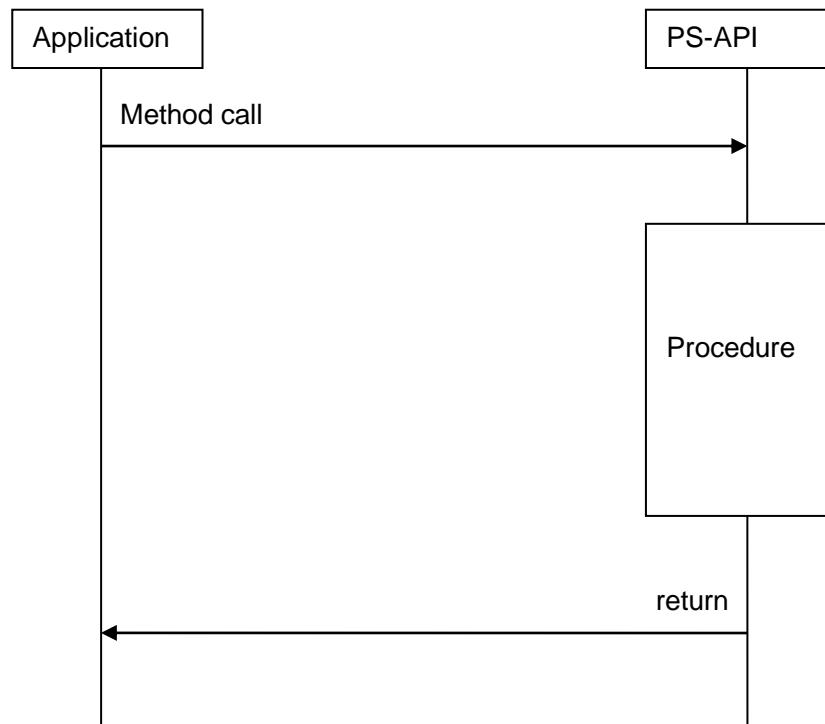 Application
PS-API
Method call
Procedure
return